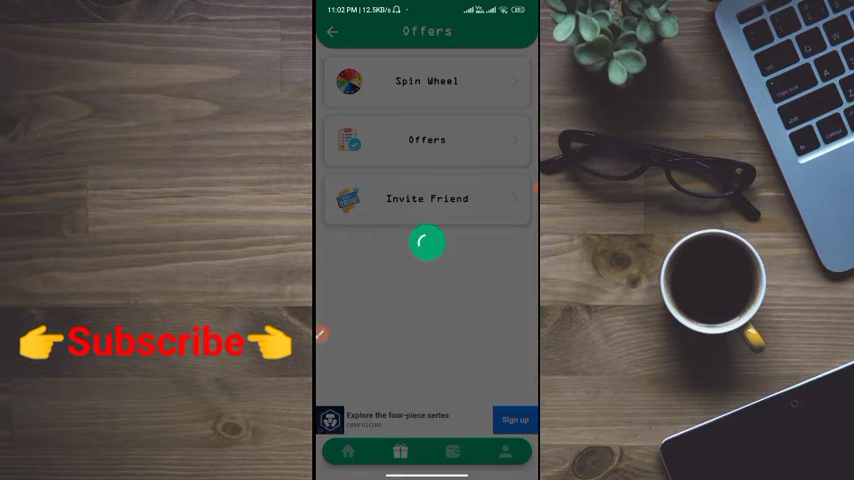 11:02 PM | 12.5KB/s
Offers
Spin Wheel
Offers
Invite Friend
👉Subscribe👈
Explore the four-piece series
Sign up